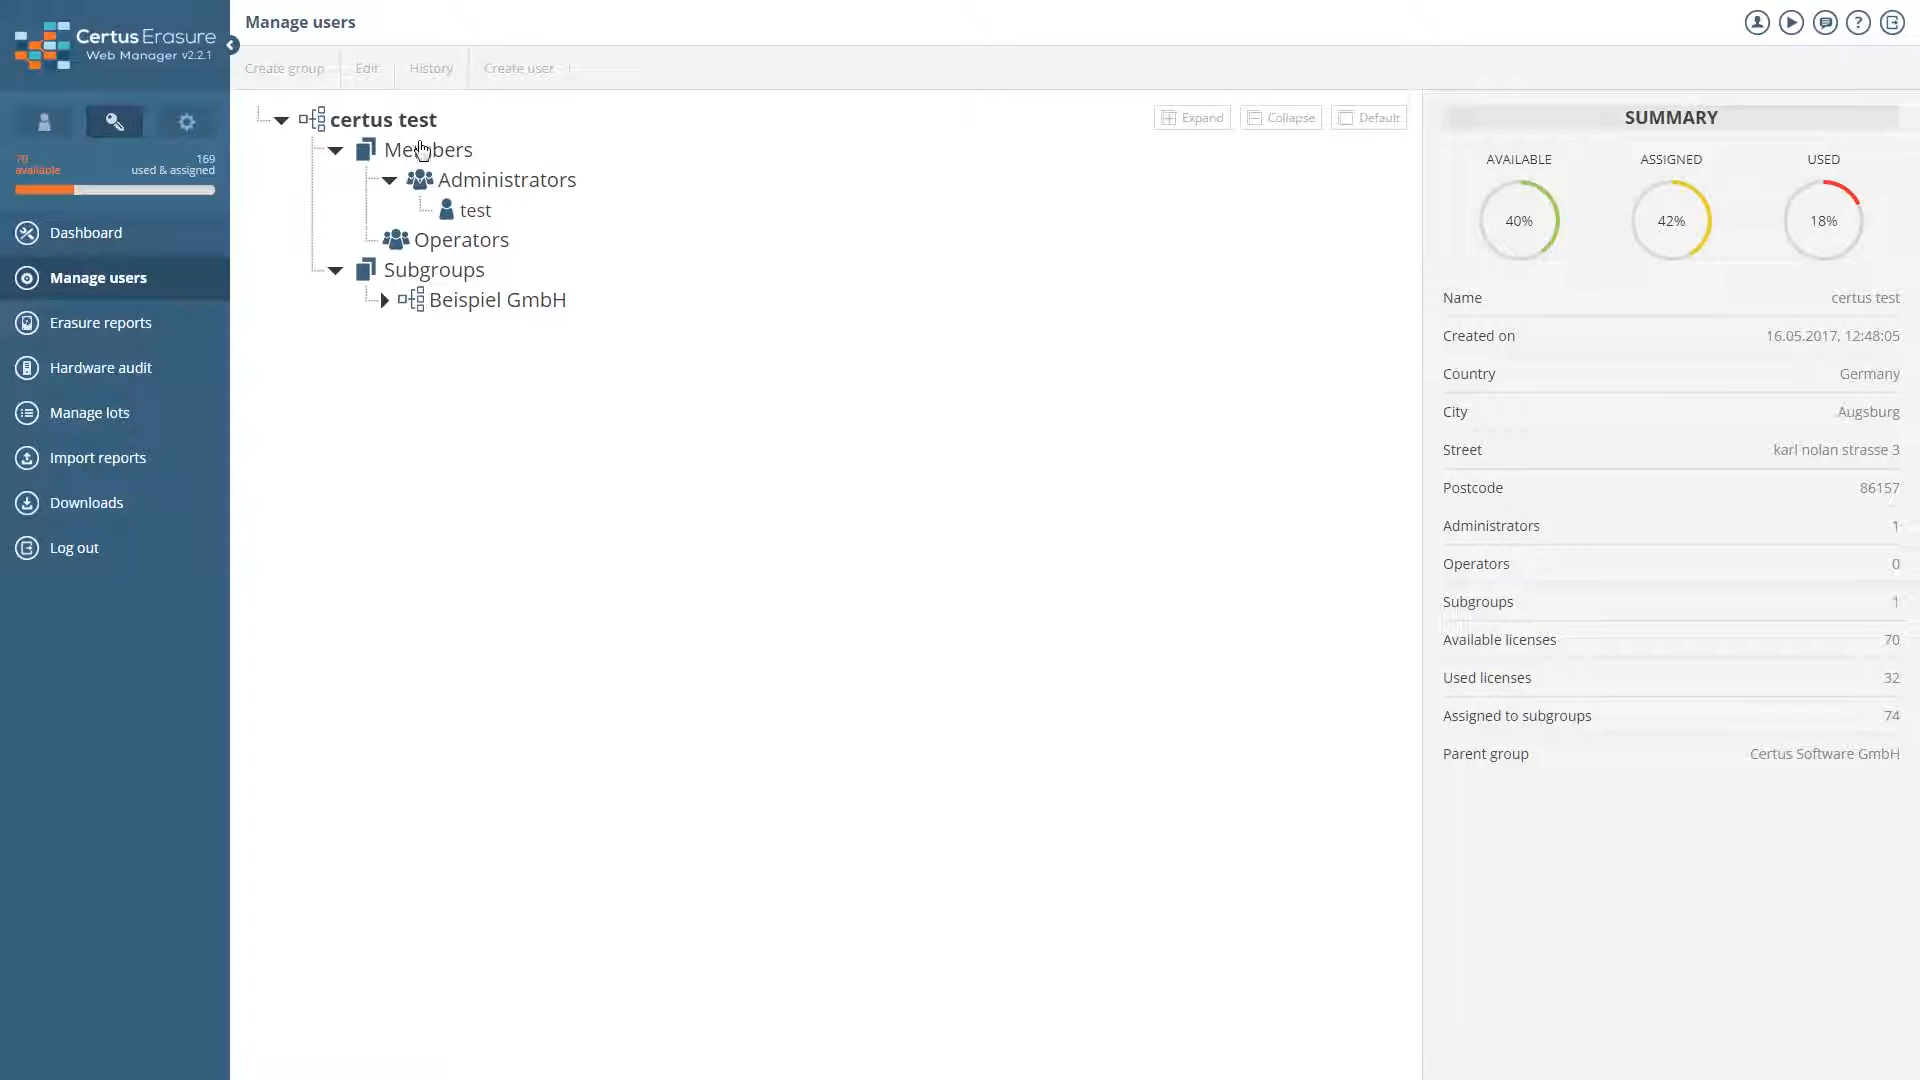 Certus Erasure
Web Manager v2.2.1
Manage users
Create group Edit History Create user
70 available
169 used & assigned
Dashboard
Manage users
Erasure reports
Hardware audit
Manage lots
Import reports
Downloads
Log out
certus test
Members
Administrators
test
Operators
Subgroups
Beispiel GmbH
Expand Collapse Default
SUMMARY
AVAILABLE ASSIGNED USED
40% 42% 18%
Name certus test
Created on 16.05.2017, 12:48:05
Country Germany
City Augsburg
Street karl nolan strasse 3
Postcode 86157
Administrators 1
Operators 0
Subgroups 1
Available licenses 70
Used licenses 32
Assigned to subgroups 74
Parent group Certus Software GmbH